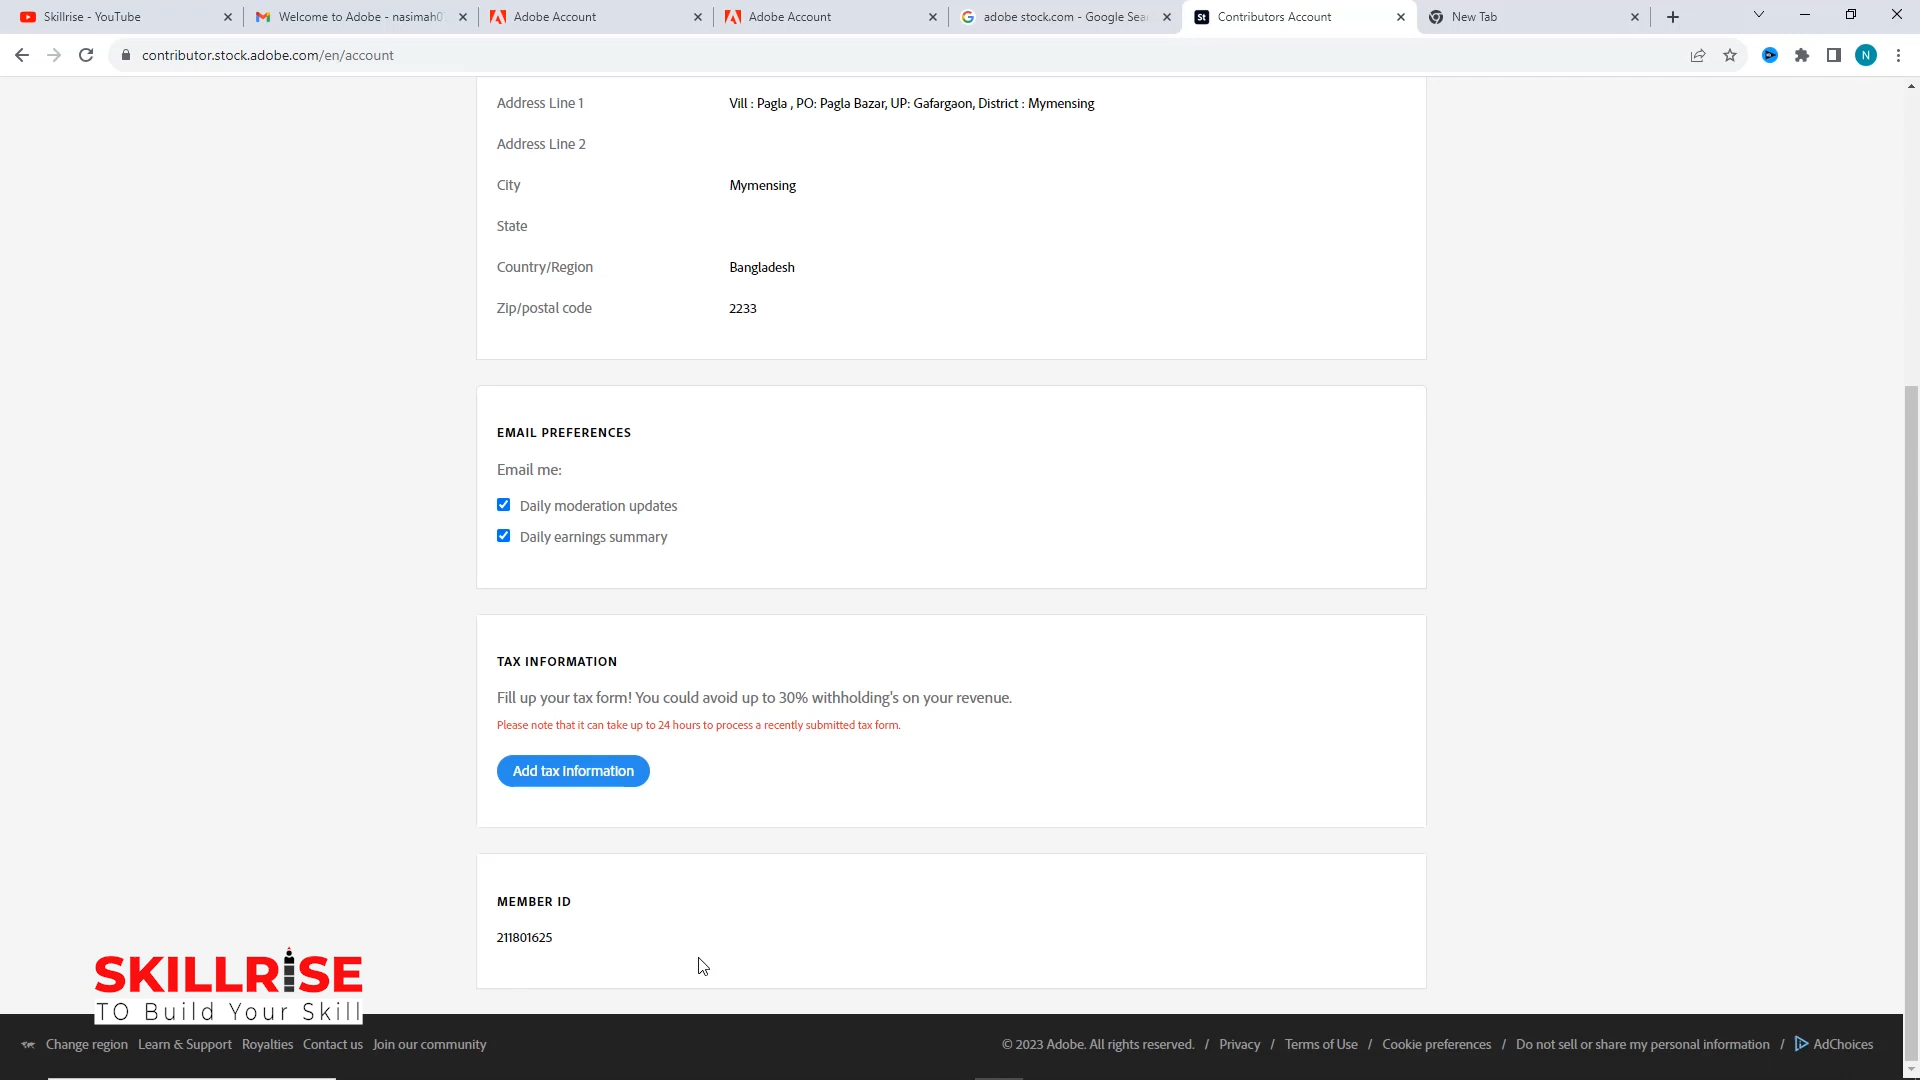 Skillrise - YouTube
Welcome to Adobe - nasimah0
Adobe Account
Adobe Account
adobe stock.com - Google Sea
Contributors Account
New Tab
contributor.stock.adobe.com/en/account
N
Address Line 1
Vill : Pagla , PO: Pagla Bazar, UP: Gafargaon, District : Mymensing
Address Line 2
City
Mymensing
State
Country/Region
Bangladesh
Zip/postal code
2233
EMAIL PREFERENCES
Email me:
Daily moderation updates
Daily earnings summary
TAX INFORMATION
Fill up your tax form! You could avoid up to 30% withholding's on your revenue.
Please note that it can take up to 24 hours to process a recently submitted tax form.
Add tax information
MEMBER ID
211801625
SKILLRISE
TO Build Your Skill
Change region Learn & Support Royalties Contact us Join our community
© 2023 Adobe. All rights reserved. / Privacy / Terms of Use / Cookie preferences / Do not sell or share my personal information / AdChoices